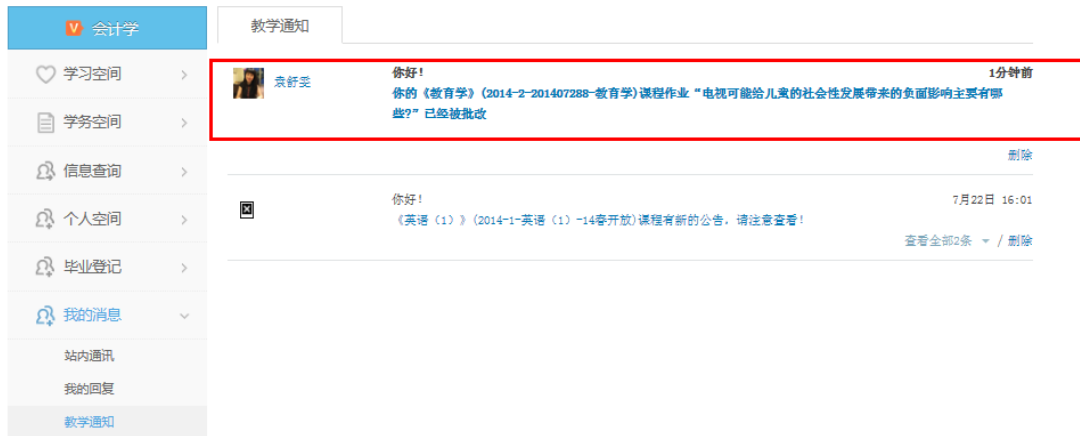 会计学
学习空间
学务空间
信息查询
个人空间
毕业登记
我的消息
站内通讯
我的回复
教学通知
教学通知
袁舒雯
你好！
1分钟前
你的《教育学》(2014-2-201407288-教育学)课程作业“电视可能给儿童的社会性发展带来的负面影响主要有哪
些?”已经被批改
删除
你好！
7月22日 16:01
《英语（1）》(2014-1-英语（1）-14春开放)课程有新的公告，请注意查看！
查看全部2条 / 删除